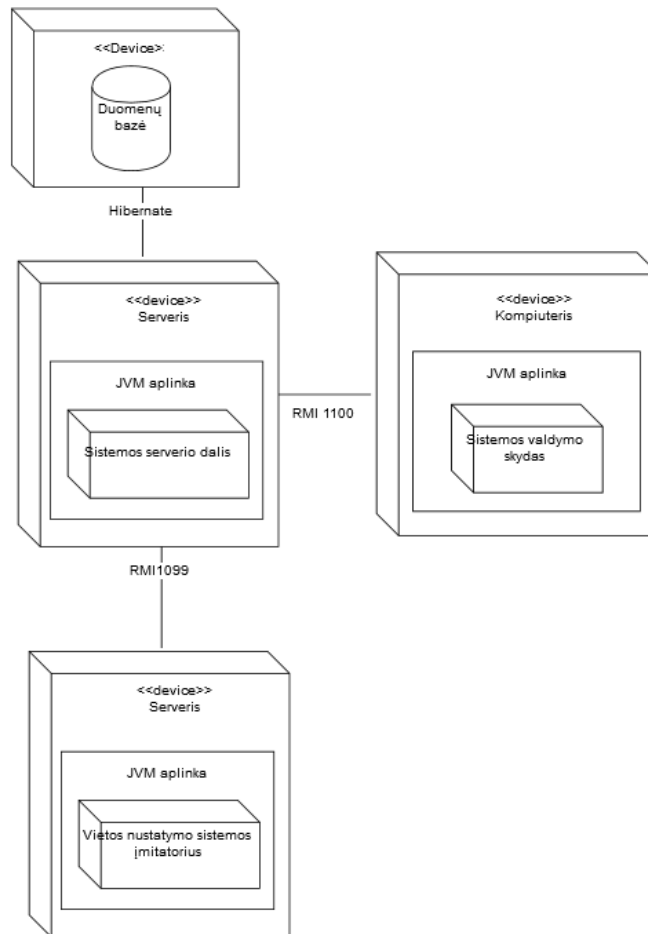 <<Device>:
Duomenų
bazė
Hibernate
<<device>>
Serveris
JVM aplinka
Sistemos serverio dalis
RMI 1100
<<device>>
Kompiuteris
JVM aplinka
Sistemos valdymo
skydas
RMI1099
<<device>>
Serveris
JVM aplinka
Vietos nustatymo sistemos
įmitatorius